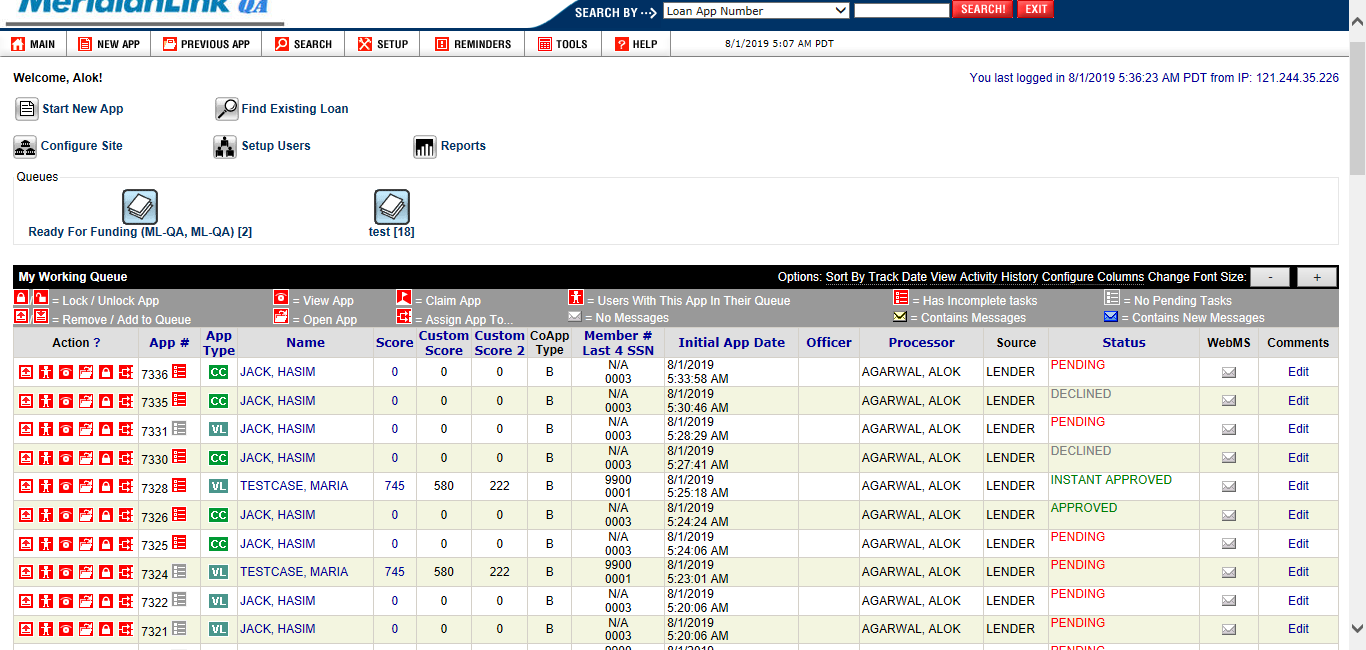 MeridianLink QA
SEARCH BY ··> Loan App Number SEARCH! EXIT
MAIN NEW APP PREVIOUS APP SEARCH SETUP REMINDERS TOOLS HELP 8/1/2019 5:07 AM PDT
Welcome, Alok! You last logged in 8/1/2019 5:36:23 AM PDT from IP: 121.244.35.226
Start New App Find Existing Loan
Configure Site Setup Users Reports
Queues
Ready For Funding (ML-QA, ML-QA) [2] test [18]
My Working Queue Options: Sort By Track Date View Activity History Configure Columns Change Font Size: - +
/ = Lock / Unlock App = View App = Claim App = Users With This App In Their Queue = Has Incomplete tasks = No Pending Tasks
/ = Remove / Add to Queue = Open App = Assign App To... = No Messages = Contains Messages = Contains New Messages
Action ? App # App Type Name Score Custom Score Custom Score 2 CoApp Type Member # Last 4 SSN Initial App Date Officer Processor Source Status WebMS Comments
7336 CC JACK, HASIM 0 0 0 B N/A 0003 8/1/2019 5:33:58 AM AGARWAL, ALOK LENDER PENDING Edit
7335 CC JACK, HASIM 0 0 0 B N/A 0003 8/1/2019 5:30:46 AM AGARWAL, ALOK LENDER DECLINED Edit
7331 VL JACK, HASIM 0 0 0 B N/A 0003 8/1/2019 5:28:29 AM AGARWAL, ALOK LENDER PENDING Edit
7330 CC JACK, HASIM 0 0 0 B N/A 0003 8/1/2019 5:27:41 AM AGARWAL, ALOK LENDER DECLINED Edit
7328 VL TESTCASE, MARIA 745 580 222 B 9900 0001 8/1/2019 5:25:18 AM AGARWAL, ALOK LENDER INSTANT APPROVED Edit
7326 CC JACK, HASIM 0 0 0 B N/A 0003 8/1/2019 5:24:24 AM AGARWAL, ALOK LENDER APPROVED Edit
7325 CC JACK, HASIM 0 0 0 B N/A 0003 8/1/2019 5:24:06 AM AGARWAL, ALOK LENDER PENDING Edit
7324 VL TESTCASE, MARIA 745 580 222 B 9900 0001 8/1/2019 5:23:01 AM AGARWAL, ALOK LENDER PENDING Edit
7322 VL JACK, HASIM 0 0 0 B N/A 0003 8/1/2019 5:20:06 AM AGARWAL, ALOK LENDER PENDING Edit
7321 VL JACK, HASIM 0 0 0 B N/A 0003 8/1/2019 5:20:06 AM AGARWAL, ALOK LENDER PENDING Edit